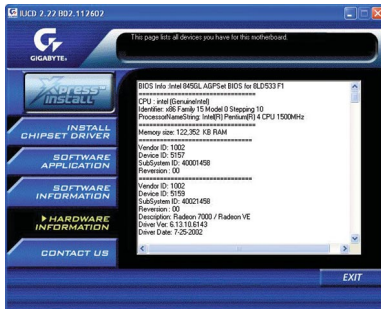 IUCD 2.22 B02.112602
GIGABYTE
This page lists all devices you have for this motherboard.
Xpress
INSTALL
INSTALL
CHIPSET DRIVER
SOFTWARE
APPLICATION
SOFTWARE
INFORMATION
HARDWARE
INFORMATION
CONTACT US
BIOS Info :Intel 845GL AGPSet BIOS for 8LD533 F1
==================================
CPU : intel (GenuineIntel)
Identifier: x86 Family 15 Model 0 Stepping 10
ProcessorNameString: Intel(R) Pentium(R) 4 CPU 1500MHz
==================================
Memory size: 122,352 KB RAM
==================================
Vendor ID: 1002
Device ID: 5157
SubSystem ID: 40001458
Reversion : 00
==================================
Vendor ID: 1002
Device ID: 5159
SubSystem ID: 40021458
Reversion : 00
Description: Radeon 7000 / Radeon VE
Driver Ver: 6.13.10.6143
Driver Date: 7-25-2002
EXIT